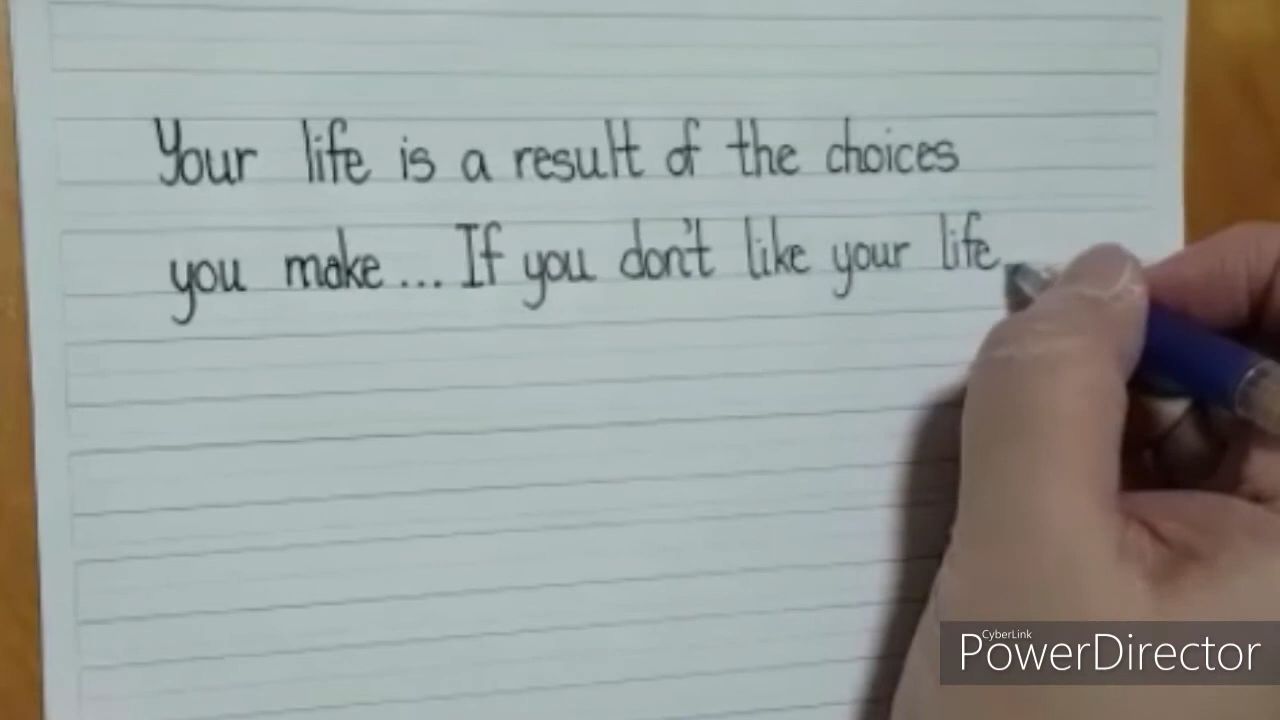 Your life is a result of the choices
you make... If you don't like your life
CyberLink
PowerDirector